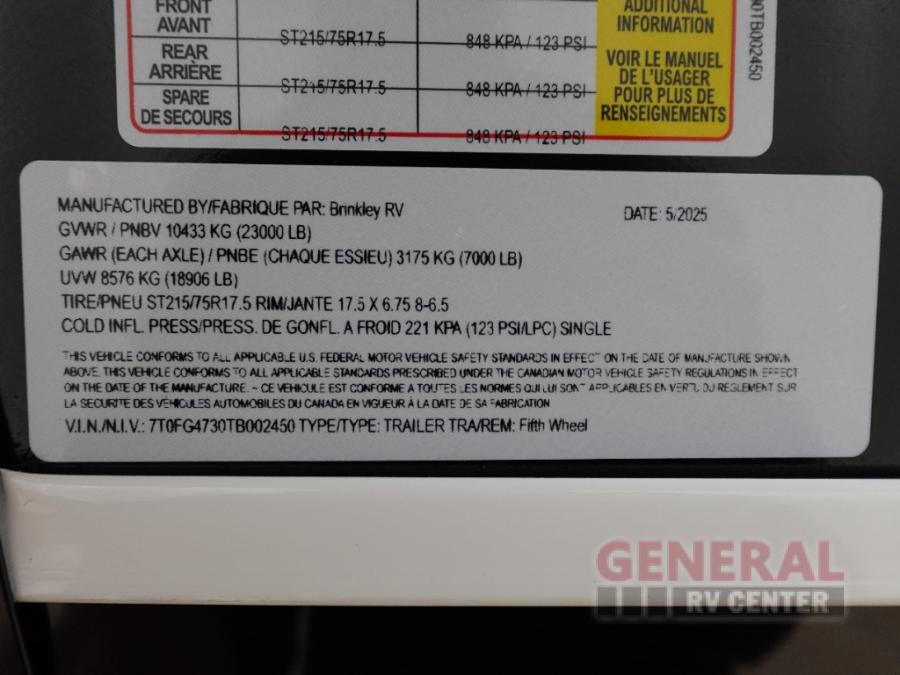 FRONT
AVANT
ST215/75R17.5
848 KPA / 123 PSI
REAR
ARRIÈRE
ST215/75R17.5
848 KPA / 123 PSI
SPARE
DE SECOURS
ST215/75R17.5
848 KPA / 123 PSI
ADDITIONAL
INFORMATION
VOIR LE MANUEL
DE L'USAGER
POUR PLUS DE
RENSEIGNEMENTS
0TB002450
MANUFACTURED BY/FABRIQUE PAR: Brinkley RV
DATE: 5/2025
GVWR / PNBV 10433 KG (23000 LB)
GAWR (EACH AXLE) / PNBE (CHAQUE ESSIEU) 3175 KG (7000 LB)
UVW 8576 KG (18906 LB)
TIRE/PNEU ST215/75R17.5 RIM/JANTE 17.5 X 6.75 8-6.5
COLD INFL. PRESS/PRESS. DE GONFL. A FROID 221 KPA (123 PSI/LPC) SINGLE
THIS VEHICLE CONFORMS TO ALL APPLICABLE U.S. FEDERAL MOTOR VEHICLE SAFETY STANDARDS IN EFFECT ON THE DATE OF MANUFACTURE SHOWN
ABOVE. THIS VEHICLE CONFORMS TO ALL APPLICABLE STANDARDS PRESCRIBED UNDER THE CANADIAN MOTOR VEHICLE SAFETY REGULATIONS IN EFFECT
ON THE DATE OF THE MANUFACTURE. ~ CE VEHICULE EST CONFORME A TOUTES LES NORMES QUI LUI SONT APPLICABLES EN VERTU DU REGLEMENT SUR
LA SECURITE DES VEHICULES AUTOMOBILES DU CANADA EN VIGUEUR À LA DATE DE SA FABRICATION
V.I.N./N.I.V.: 7T0FG4730TB002450 TYPE/TYPE: TRAILER TRA/REM: Fifth Wheel
GENERAL
RV CENTER